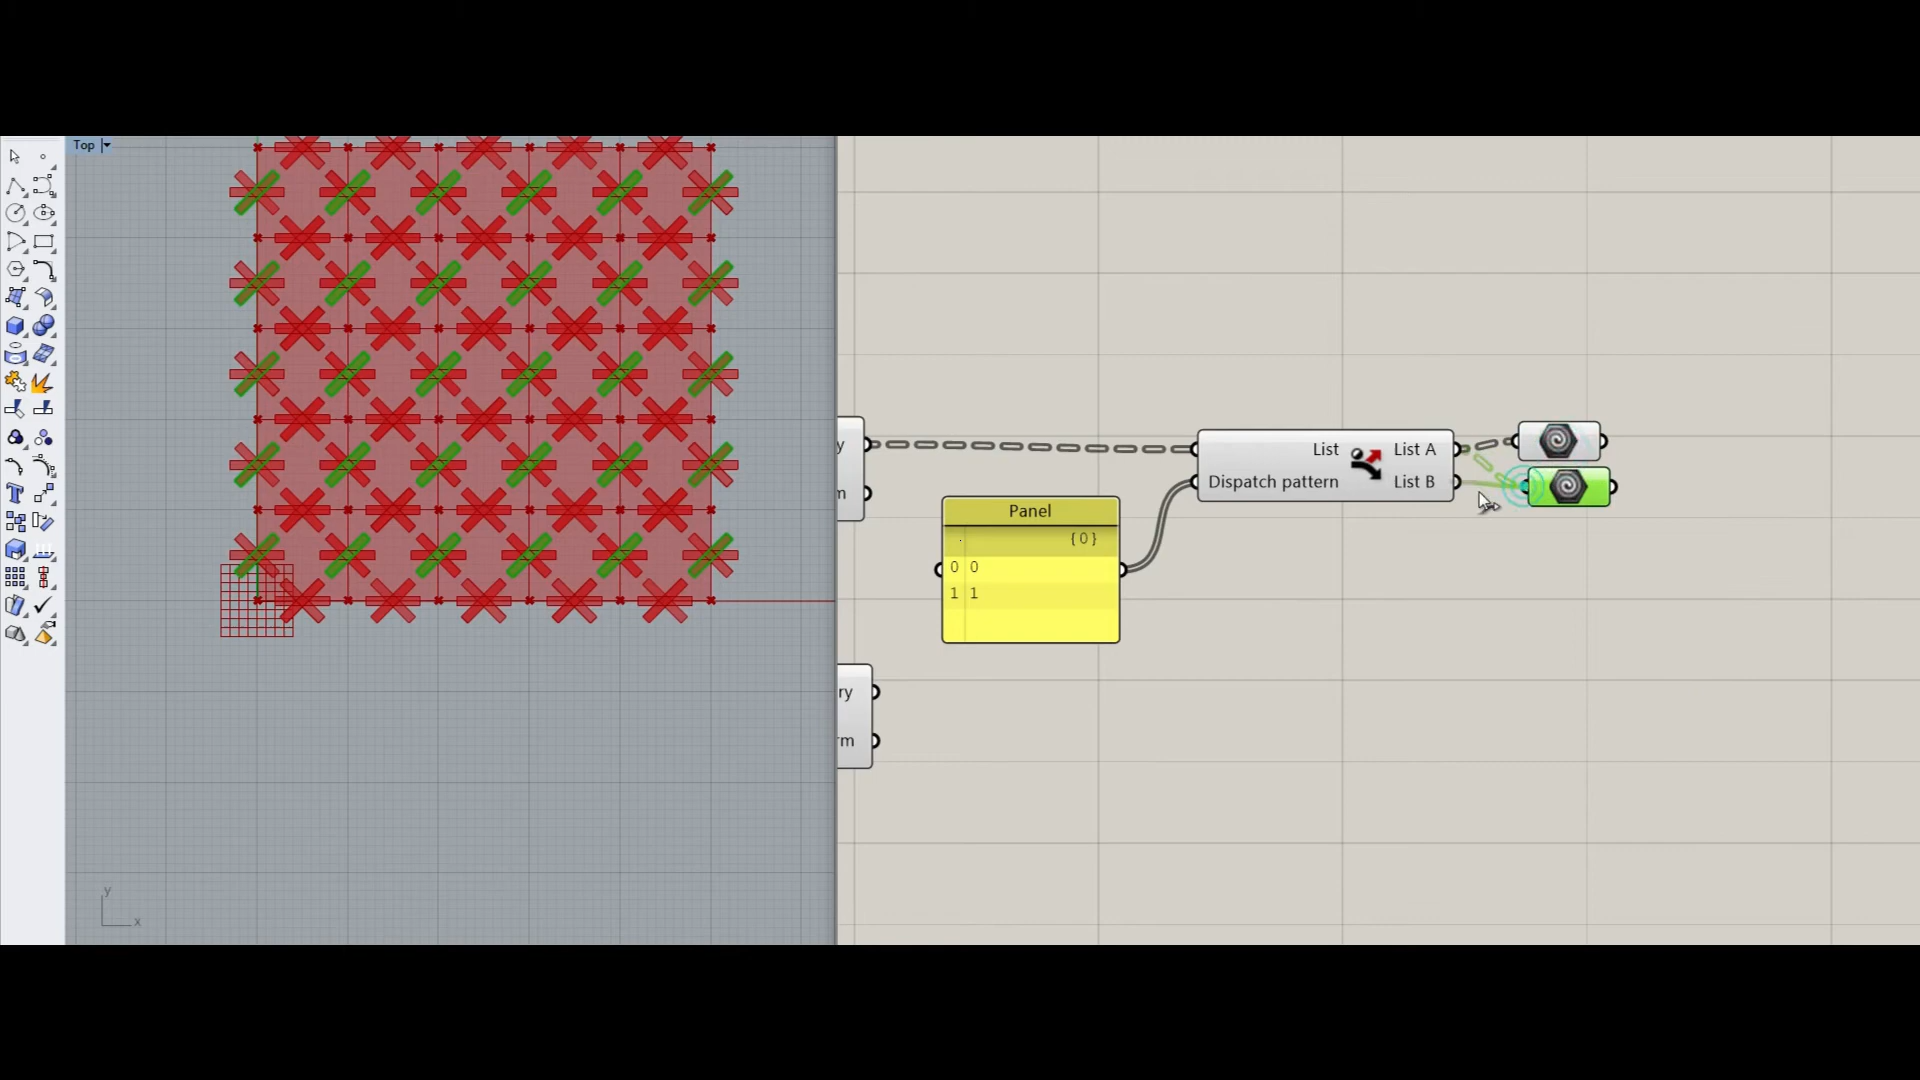 Top
y
List
List A
m
Dispatch pattern
List B
Panel
{0}
0 0
1 1
ry
rm
y
x